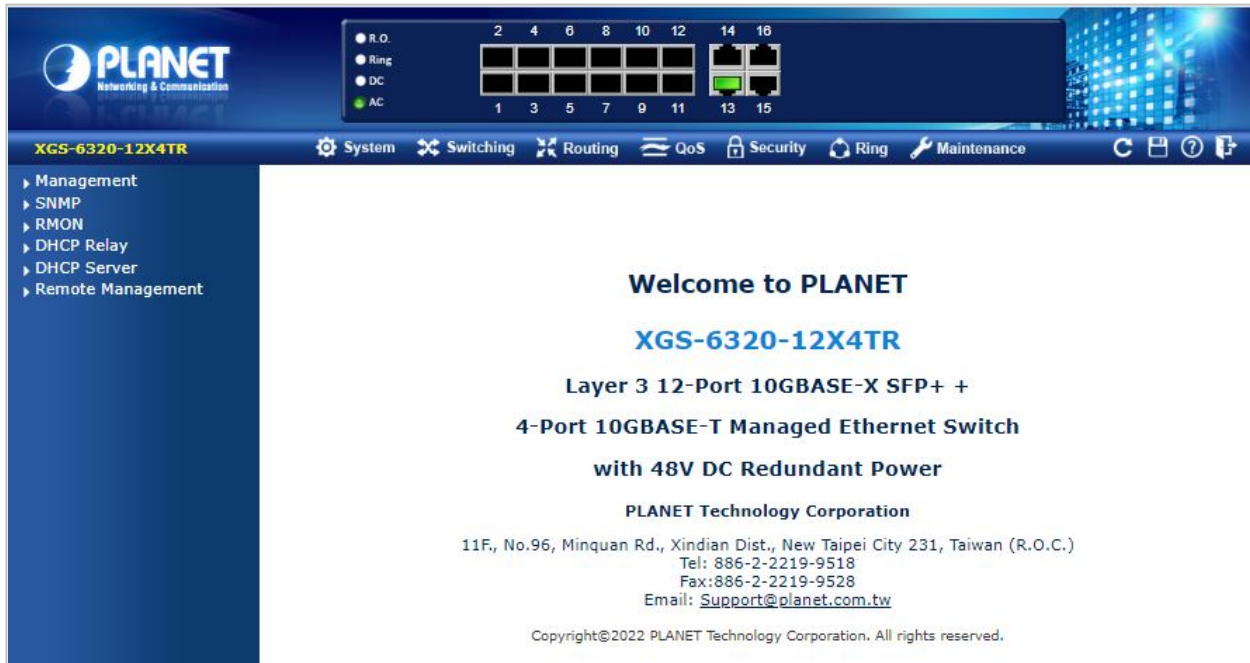 PLANET
Networking & Communication
R.O.
Ring
DC
AC
2 4 6 8 10 12 14 16
1 3 5 7 9 11 13 15
XGS-6320-12X4TR
System Switching Routing QoS Security Ring Maintenance
Management
SNMP
RMON
DHCP Relay
DHCP Server
Remote Management
Welcome to PLANET
XGS-6320-12X4TR
Layer 3 12-Port 10GBASE-X SFP+ +
4-Port 10GBASE-T Managed Ethernet Switch
with 48V DC Redundant Power
PLANET Technology Corporation
11F., No.96, Minquan Rd., Xindian Dist., New Taipei City 231, Taiwan (R.O.C.)
Tel: 886-2-2219-9518
Fax:886-2-2219-9528
Email: Support@planet.com.tw
Copyright©2022 PLANET Technology Corporation. All rights reserved.